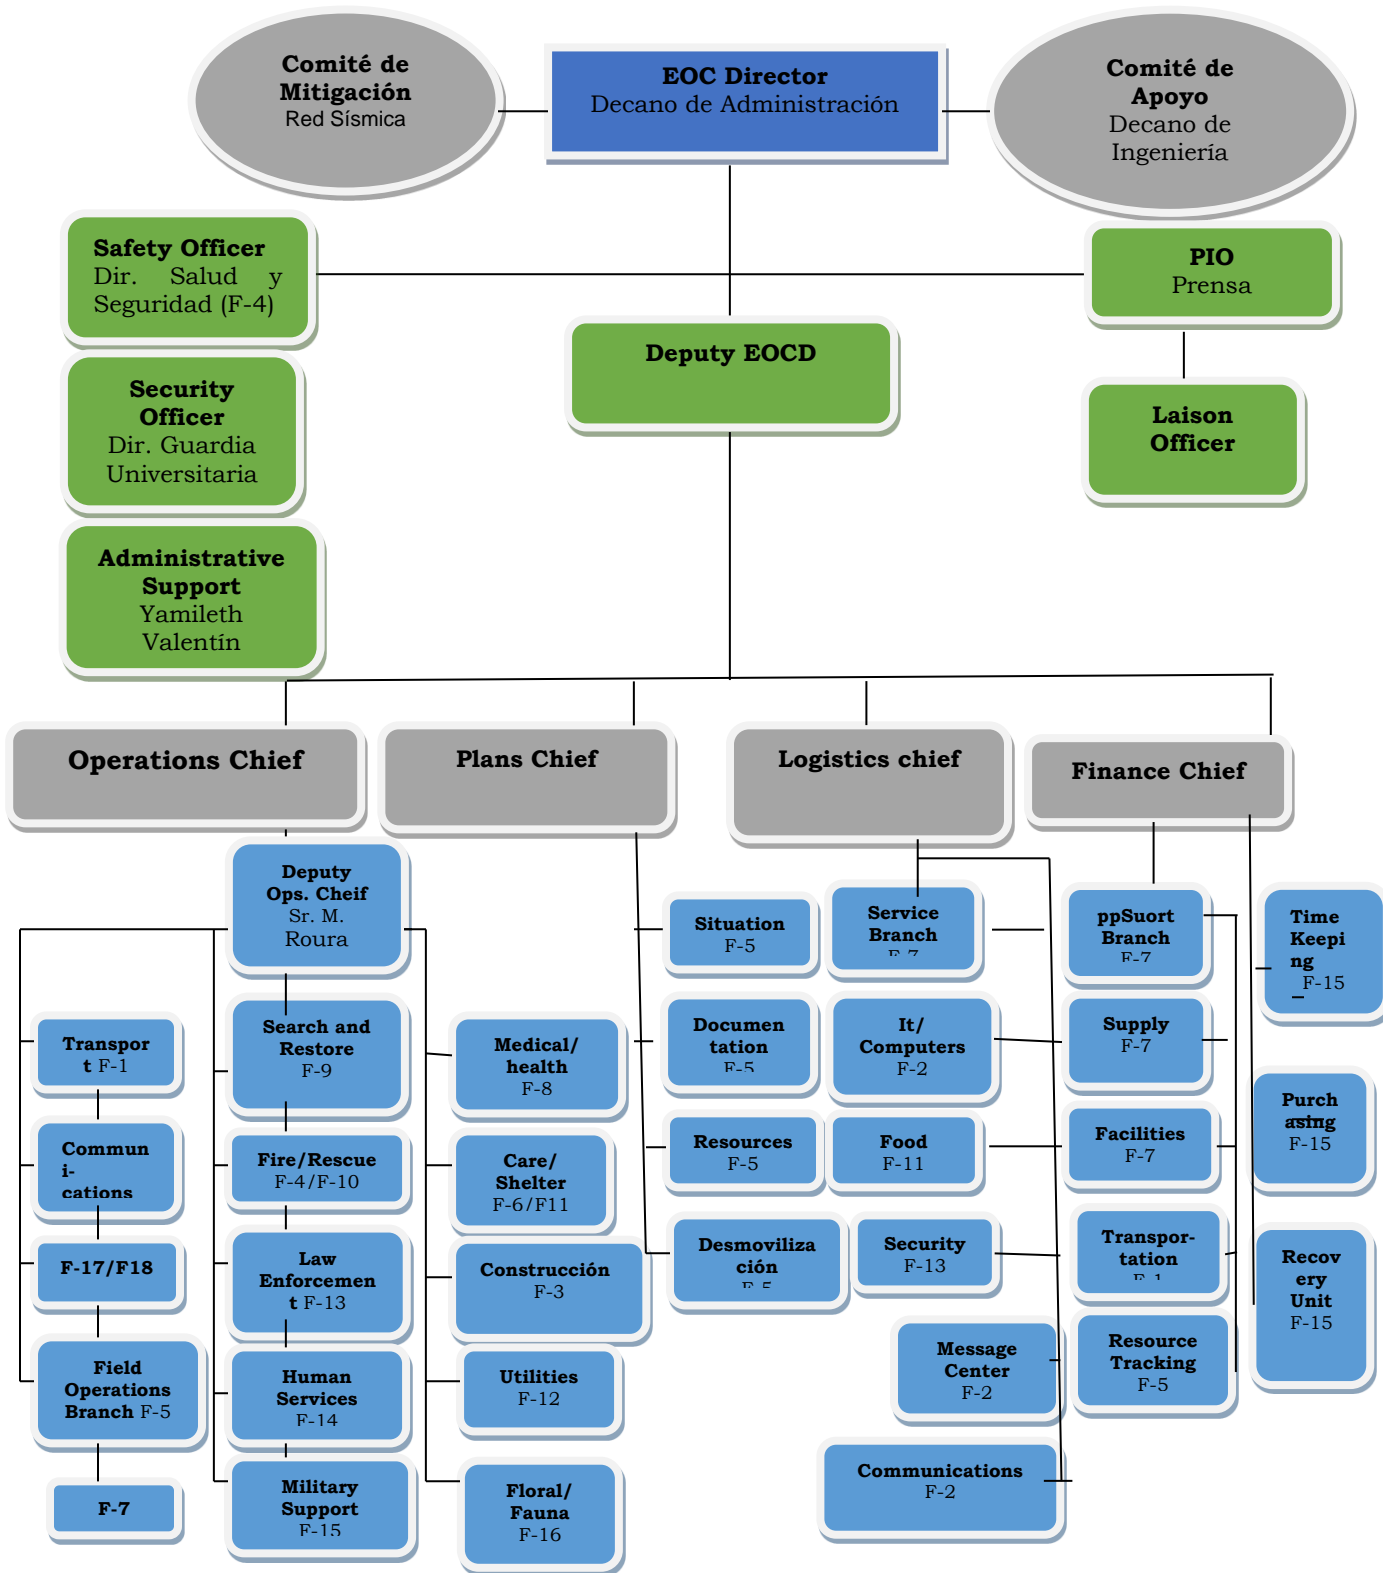 Comité de
Mitigación
Red Sísmica
EOC Director
Decano de Administración
Comité de
Apoyo
Decano de
Ingeniería
Safety Officer
Dir. Salud y
Seguridad (F-4)
PIO
Prensa
Security
Officer
Dir. Guardia
Universitaria
Deputy EOCD
Laison
Officer
Administrative
Support
Yamileth
Valentín
Operations Chief
Plans Chief
Logistics chief
Finance Chief
Deputy
Ops. Cheif
Sr. M.
Roura
Transpor
t F-1
Commun
i-
cations
F-17/F18
Field
Operations
Branch F-5
F-7
Search and
Restore
F-9
Fire/Rescue
F-4/F-10
Law
Enforcemen
t F-13
Human
Services
F-14
Military
Support
F-15
Medical/
health
F-8
Care/
Shelter
F-6/F11
Construcción
F-3
Utilities
F-12
Floral/
Fauna
F-16
Situation
F-5
Documen
tation
F-5
Resources
F-5
Desmoviliza
ción
F-5
Service
Branch
F-7
It/
Computers
F-2
Food
F-11
Security
F-13
Message
Center
F-2
Communications
F-2
ppSuort
Branch
F-7
Supply
F-7
Facilities
F-7
Transpor-
tation
F-1
Resource
Tracking
F-5
Time
Keepi
ng
F-15
Purch
asing
F-15
Recov
ery
Unit
F-15